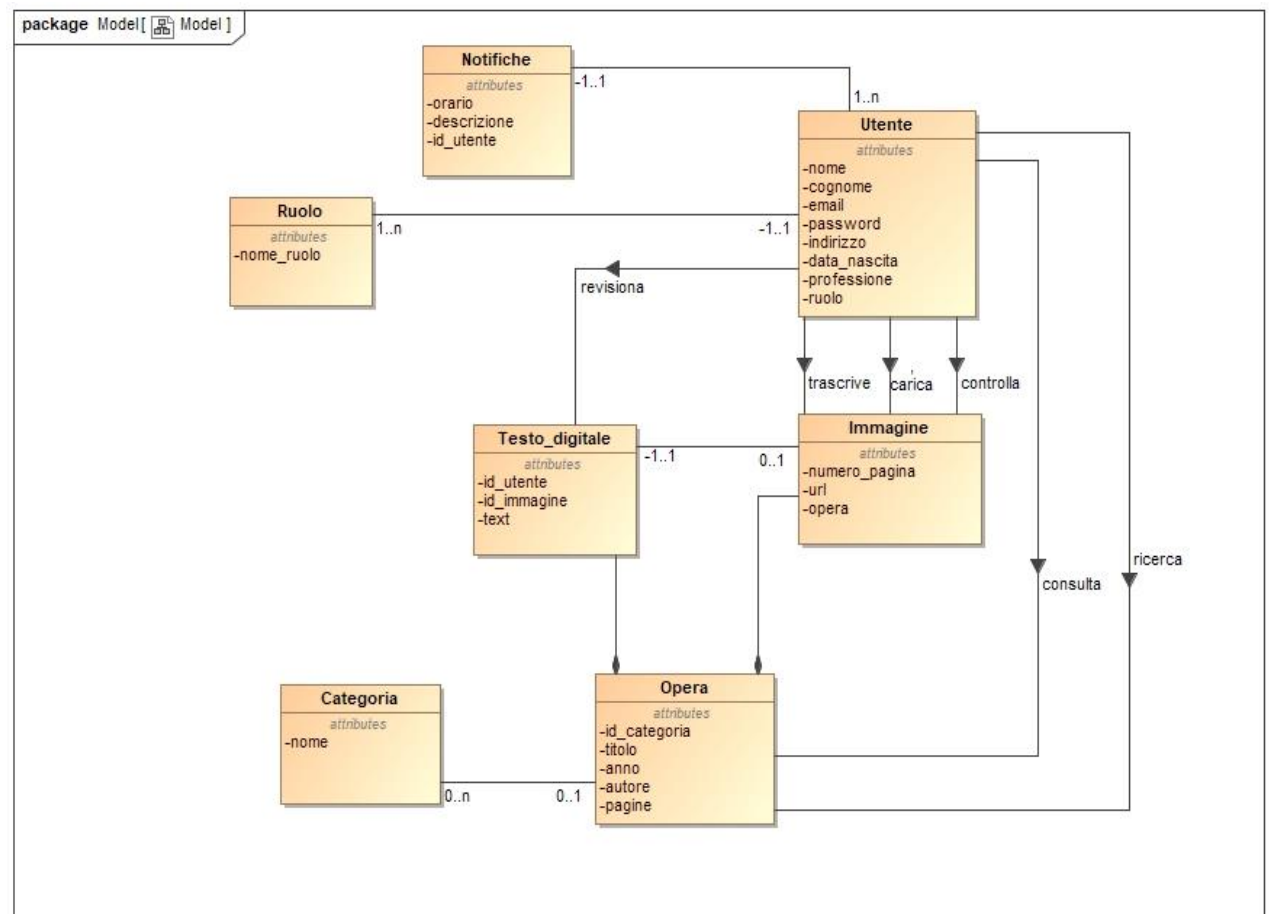 package Model[ Model ]
Notifiche
attributes
-orario
-descrizione
-id_utente
-1..1
1..n
Utente
attributes
-nome
-cognome
-email
-password
-indirizzo
-data_nascita
-professione
-ruolo
Ruolo
attributes
-nome_ruolo
1..n
-1..1
revisiona
trascrive
,
carica
controlla
Testo_digitale
attributes
-id_utente
-id_immagine
-text
-1..1
0..1
Immagine
attributes
-numero_pagina
-url
-opera
consulta
ricerca
Categoria
attributes
-nome
0..n
0..1
Opera
attributes
-id_categoria
-titolo
-anno
-autore
-pagine